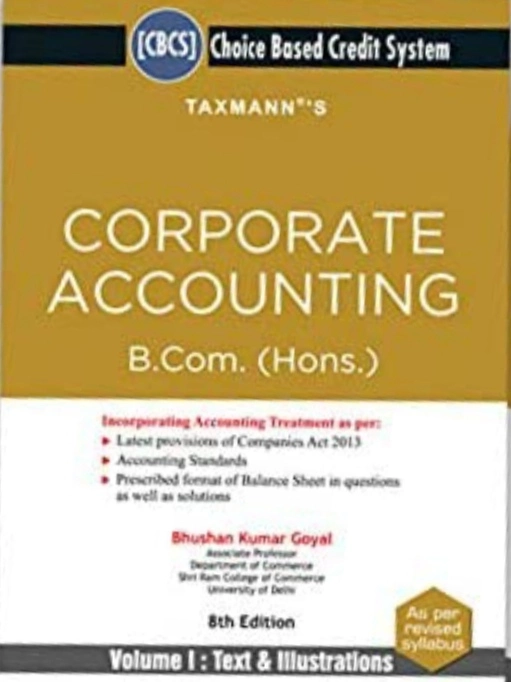 [CBCS] Choice Based Credit System
TAXMANN®'S
CORPORATE
ACCOUNTING
B.Com. (Hons.)
Incorporating Accounting Treatment as per:
Latest provisions of Companies Act 2013
Accounting Standards
Prescribed format of Balance Sheet in questions
as well as solutions
Bhushan Kumar Goyal
Associate Professor
Department of Commerce
Shri Ram College of Commerce
University of Delhi
8th Edition
As per
revised
syllabus
Volume I : Text & Illustrations